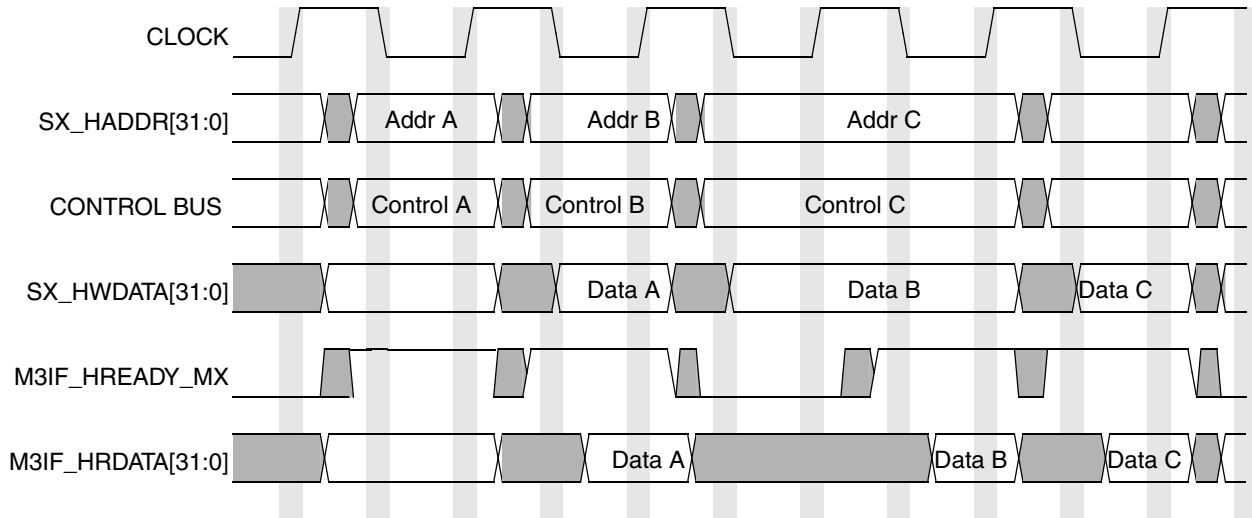 CLOCK
SX_HADDR[31:0] Addr A Addr B Addr C
CONTROL BUS Control A Control B Control C
SX_HWDATA[31:0] Data A Data B Data C
M3IF_HREADY_MX
M3IF_HRDATA[31:0] Data A Data B Data C